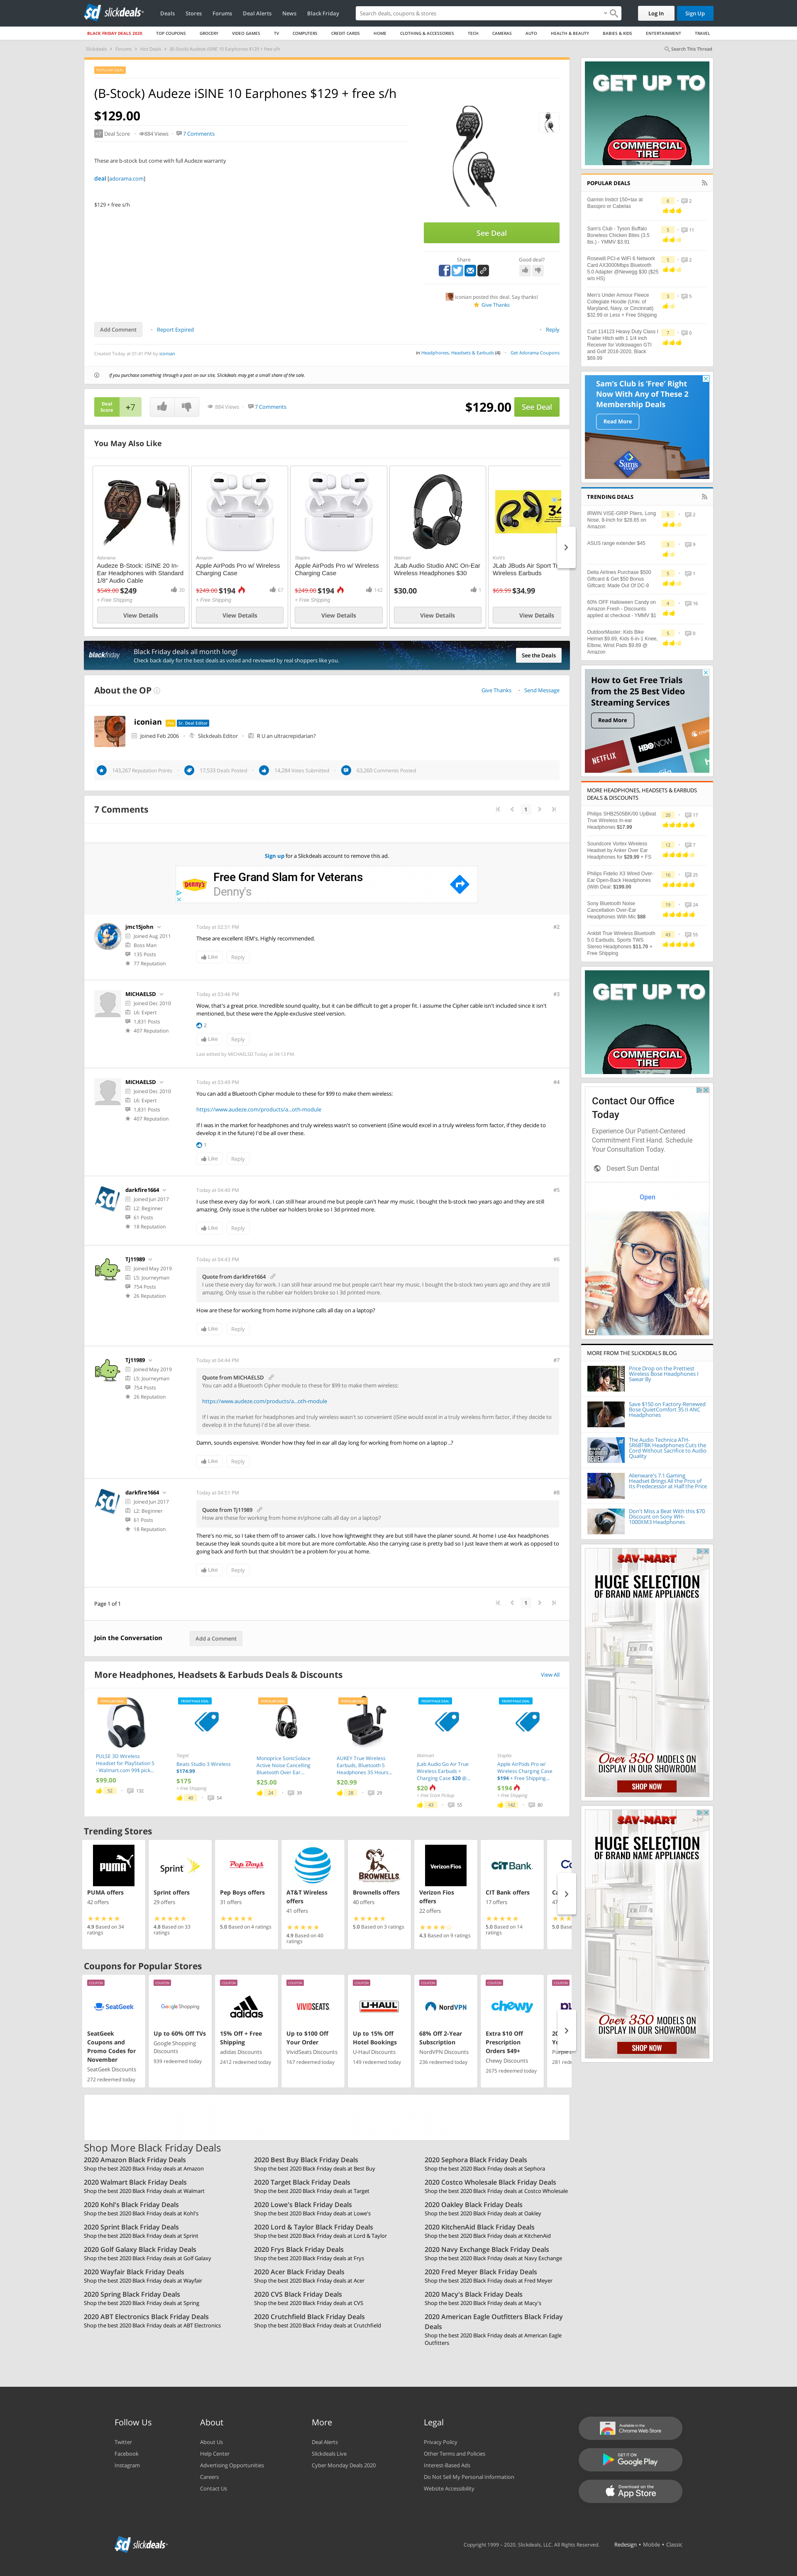 slickdeals
Deals
Stores
Forums
Deal Alerts
News
Black Friday
Search deals, coupons & stores
Log In
Sign Up
BLACK FRIDAY DEALS 2020
TOP COUPONS
GROCERY
VIDEO GAMES
TV
COMPUTERS
CREDIT CARDS
HOME
CLOTHING & ACCESSORIES
TECH
CAMERAS
AUTO
HEALTH & BEAUTY
BABIES & KIDS
ENTERTAINMENT
TRAVEL
Slickdeals > Forums > Hot Deals > (B-Stock) Audeze iSINE 10 Earphones $129 + free s/h
Search This Thread
POPULAR DEAL
(B-Stock) Audeze iSINE 10 Earphones $129 + free s/h
$129.00
+7 Deal Score
884 Views
7 Comments
These are b-stock but come with full Audeze warranty
deal [adorama.com]
$129 + free s/h
See Deal
Share
Good deal?
iconian posted this deal. Say thanks!
Give Thanks
Add Comment
Report Expired
Reply
Created Today at 01:41 PM by iconian
in Headphones, Headsets & Earbuds (4)
Get Adorama Coupons
If you purchase something through a post on our site, Slickdeals may get a small share of the sale.
Deal Score
+7
884 Views
7 Comments
$129.00
See Deal
You May Also Like
Adorama
Audeze B-Stock: iSINE 20 In-Ear Headphones with Standard 1/8" Audio Cable
$549.00 $249
30
+ Free Shipping
View Details
Amazon
Apple AirPods Pro w/ Wireless Charging Case
$249.00 $194
67
+ Free Shipping
View Details
Staples
Apple AirPods Pro w/ Wireless Charging Case
$249.00 $194
142
+ Free Shipping
View Details
Walmart
JLab Audio Studio ANC On-Ear Wireless Headphones $30
$30.00
1
View Details
Kohl's
JLab JBuds Air Sport
Wireless Earbuds
$69.99 $34.99
View Details
blackfriday
Black Friday deals all month long!
Check back daily for the best deals as voted and reviewed by real shoppers like you.
See the Deals
About the OP
Give Thanks
Send Message
iconian
Pro
Sr. Deal Editor
Joined Feb 2006
Slickdeals Editor
R U an ultracrepidarian?
143,267 Reputation Points
17,533 Deals Posted
14,284 Votes Submitted
63,260 Comments Posted
7 Comments
1
Sign up for a Slickdeals account to remove this ad.
Free Grand Slam for Veterans
Denny's
Denny's
jmc15john
Joined Aug 2011
Boss Man
135 Posts
77 Reputation
Today at 02:51 PM
#2
These are excellent IEM's. Highly recommended.
Like
Reply
MICHAELSD
Joined Dec 2010
L6: Expert
1,831 Posts
407 Reputation
Today at 03:46 PM
#3
Wow, that's a great price. Incredible sound quality, but it can be difficult to get a proper fit. I assume the Cipher cable isn't included since it isn't mentioned, but these were the Apple-exclusive version.
2
Like
Reply
Last edited by MICHAELSD Today at 04:13 PM.
MICHAELSD
Joined Dec 2010
L6: Expert
1,831 Posts
407 Reputation
Today at 03:49 PM
#4
You can add a Bluetooth Cipher module to these for $99 to make them wireless:
https://www.audeze.com/products/a...oth-module
If I was in the market for headphones and truly wireless wasn't so convenient (iSine would excel in a truly wireless form factor, if they decide to develop it in the future) I'd be all over these.
1
Like
Reply
darkfire1664
Joined Jun 2017
L2: Beginner
61 Posts
18 Reputation
Today at 04:40 PM
#5
I use these every day for work. I can still hear around me but people can't hear my music, I bought the b-stock two years ago and they are still amazing. Only issue is the rubber ear holders broke so I 3d printed more.
Like
Reply
TJ11989
Joined May 2019
L5: Journeyman
754 Posts
26 Reputation
Today at 04:43 PM
#6
Quote from darkfire1664
I use these every day for work. I can still hear around me but people can't hear my music, I bought the b-stock two years ago and they are still amazing. Only issue is the rubber ear holders broke so I 3d printed more.
How are these for working from home in/phone calls all day on a laptop?
Like
Reply
TJ11989
Joined May 2019
L5: Journeyman
754 Posts
26 Reputation
Today at 04:44 PM
#7
Quote from MICHAELSD
You can add a Bluetooth Cipher module to these for $99 to make them wireless:
https://www.audeze.com/products/a...oth-module
If I was in the market for headphones and truly wireless wasn't so convenient (iSine would excel in a truly wireless form factor, if they decide to develop it in the future) I'd be all over these.
Damn, sounds expensive. Wonder how they feel in ear all day long for working from home on a laptop ..?
Like
Reply
darkfire1664
Joined Jun 2017
L2: Beginner
61 Posts
18 Reputation
Today at 04:51 PM
#8
Quote from TJ11989
How are these for working from home in/phone calls all day on a laptop?
There's no mic, so I take them off to answer calls, I love how lightweight they are but still have the planer sound. At home I use 4xx headphones because they leak sounds quite a bit more but are more comfortable. Also the carrying case is pretty bad so I just leave them at work as opposed to going back and forth but that shouldn't be a problem for you at home.
Like
Reply
Page 1 of 1
1
Join the Conversation
Add a Comment
More Headphones, Headsets & Earbuds Deals & Discounts
View All
POPULAR DEAL
PULSE 3D Wireless Headset for PlayStation 5 - Walmart.com 99$ pick...
$99.00
52
132
FRONTPAGE DEAL
Target
Beats Studio 3 Wireless $174.99
$175
+ Free Shipping
40
54
POPULAR DEAL
Monoprice SonicSolace Active Noise Cancelling Bluetooth Over Ear...
$25.00
24
39
POPULAR DEAL
AUKEY True Wireless Earbuds, Bluetooth 5 Headphones 35 Hours...
$20.99
28
29
FRONTPAGE DEAL
Walmart
JLab Audio Go Air True Wireless Earbuds + Charging Case $20 @...
$20
+ Free Store Pickup
43
55
FRONTPAGE DEAL
Staples
Apple AirPods Pro w/ Wireless Charging Case $194 + Free Shipping...
$194
+ Free Shipping
142
80
Trending Stores
PUMA
PUMA offers
42 offers
4.9 Based on 34 ratings
Sprint
Sprint offers
29 offers
4.8 Based on 33 ratings
Pep Boys
Pep Boys offers
31 offers
5.0 Based on 4 ratings
AT&T
AT&T Wireless offers
41 offers
4.9 Based on 40 ratings
BROWNELLS
Brownells offers
40 offers
5.0 Based on 3 ratings
Verizon Fios
Verizon Fios offers
22 offers
4.3 Based on 9 ratings
CIT Bank
CIT Bank offers
17 offers
5.0 Based on 14 ratings
Coupons for Popular Stores
COUPON
SeatGeek
SeatGeek Coupons and Promo Codes for November
SeatGeek Discounts
272 redeemed today
COUPON
Google Shopping
Up to 60% Off TVs
Google Shopping Discounts
939 redeemed today
COUPON
adidas
15% Off + Free Shipping
adidas Discounts
2412 redeemed today
COUPON
VIVIDSEATS
Up to $100 Off Your Order
VividSeats Discounts
167 redeemed today
COUPON
U-HAUL
Up to 15% Off Hotel Bookings
U-Haul Discounts
149 redeemed today
COUPON
NordVPN
68% Off 2-Year Subscription
NordVPN Discounts
236 redeemed today
COUPON
chewy
Extra $10 Off Prescription Orders $49+
Chewy Discounts
2675 redeemed today
COUPON
Shop More Black Friday Deals
2020 Amazon Black Friday Deals
Shop the best 2020 Black Friday deals at Amazon
2020 Best Buy Black Friday Deals
Shop the best 2020 Black Friday deals at Best Buy
2020 Sephora Black Friday Deals
Shop the best 2020 Black Friday deals at Sephora
2020 Walmart Black Friday Deals
Shop the best 2020 Black Friday deals at Walmart
2020 Target Black Friday Deals
Shop the best 2020 Black Friday deals at Target
2020 Costco Wholesale Black Friday Deals
Shop the best 2020 Black Friday deals at Costco Wholesale
2020 Kohl's Black Friday Deals
Shop the best 2020 Black Friday deals at Kohl's
2020 Lowe's Black Friday Deals
Shop the best 2020 Black Friday deals at Lowe's
2020 Oakley Black Friday Deals
Shop the best 2020 Black Friday deals at Oakley
2020 Sprint Black Friday Deals
Shop the best 2020 Black Friday deals at Sprint
2020 Lord & Taylor Black Friday Deals
Shop the best 2020 Black Friday deals at Lord & Taylor
2020 KitchenAid Black Friday Deals
Shop the best 2020 Black Friday deals at KitchenAid
2020 Golf Galaxy Black Friday Deals
Shop the best 2020 Black Friday deals at Golf Galaxy
2020 Frys Black Friday Deals
Shop the best 2020 Black Friday deals at Frys
2020 Navy Exchange Black Friday Deals
Shop the best 2020 Black Friday deals at Navy Exchange
2020 Wayfair Black Friday Deals
Shop the best 2020 Black Friday deals at Wayfair
2020 Acer Black Friday Deals
Shop the best 2020 Black Friday deals at Acer
2020 Fred Meyer Black Friday Deals
Shop the best 2020 Black Friday deals at Fred Meyer
2020 Spring Black Friday Deals
Shop the best 2020 Black Friday deals at Spring
2020 CVS Black Friday Deals
Shop the best 2020 Black Friday deals at CVS
2020 Macy's Black Friday Deals
Shop the best 2020 Black Friday deals at Macy's
2020 ABT Electronics Black Friday Deals
Shop the best 2020 Black Friday deals at ABT Electronics
2020 Crutchfield Black Friday Deals
Shop the best 2020 Black Friday deals at Crutchfield
2020 American Eagle Outfitters Black Friday Deals
Shop the best 2020 Black Friday deals at American Eagle Outfitters
GET UP TO
COMMERCIAL TIRE
POPULAR DEALS
Garmin Instict 150+tax at Basspro or Cabelas
6
2
Sam's Club - Tyson Buffalo Boneless Chicken Bites (3.5 lbs.) - YMMV $3.91
5
11
Rosewill PCI-e WiFi 6 Network Card AX3000Mbps Bluetooth 5.0 Adapter @Newegg $30 ($25 w/o HS)
5
2
Men's Under Armour Fleece Collegiate Hoodie (Univ. of Maryland, Navy, or Cincinnati) $32.99 or Less + Free Shipping
3
5
Curt 114123 Heavy Duty Class I Trailer Hitch with 1 1/4 inch Receiver for Volkswagen GTI and Golf 2016-2020, Black $69.99
7
0
Sam's Club is 'Free' Right Now With Any of These 2 Membership Deals
Read More
Sam's
TRENDING DEALS
IRWIN VISE-GRIP Pliers, Long Nose, 8-Inch for $28.65 on Amazon
5
2
ASUS range extender $45
3
9
Delta Airlines Purchase $500 Giftcard & Get $50 Bonus Giftcard. Made Out Of DC-9
5
7
60% OFF Halloween Candy on Amazon Fresh - Discounts applied at checkout - YMMV $1
4
16
OutdoorMaster: Kids Bike Helmet $9.89, Kids 6-in-1 Knee, Elbow, Wrist Pads $9.89 @ Amazon
5
0
How to Get Free Trials from the 25 Best Video Streaming Services
Read More
NETFLIX
HBO NOW
MORE HEADPHONES, HEADSETS & EARBUDS DEALS & DISCOUNTS
Philips SHB2505BK/00 UpBeat True Wireless In-ear Headphones $17.99
20
17
Soundcore Vortex Wireless Headset by Anker Over Ear Headphones for $29.99 + FS
12
7
Philips Fidelio X3 Wired Over-Ear Open-Back Headphones (With Deal: $199.00
16
25
Sony Bluetooth Noise Cancellation Over-Ear Headphones With Mic $88
19
24
Ankbit True Wireless Bluetooth 5.0 Earbuds, Sports TWS Stereo Headphones $11.70 + Free Shipping
43
55
GET UP TO
COMMERCIAL TIRE
Contact Our Office Today
Experience Our Patient-Centered Commitment First Hand. Schedule Your Consultation Today.
Desert Sun Dental
Open
Ad
MORE FROM THE SLICKDEALS BLOG
Price Drop on the Prettiest Wireless Bose Headphones I Swear By
Save $150 on Factory-Renewed Bose QuietComfort 35 II ANC Headphones
The Audio Technica ATH-SR6BTBK Headphones Cuts the Cord Without Sacrifice to Audio Quality
Alienware's 7.1 Gaming Headset Brings All the Pros of Its Predecessor at Half the Price
Don't Miss a Beat With this $70 Discount on Sony WH-1000XM3 Headphones
SAV-MART
HUGE SELECTION
OF BRAND NAME APPLIANCES
Over 350 models on
DISPLAY IN OUR SHOWROOM
SHOP NOW
SAV-MART
HUGE SELECTION
OF BRAND NAME APPLIANCES
Over 350 models on
DISPLAY IN OUR SHOWROOM
SHOP NOW
Follow Us
Twitter
Facebook
Instagram
About
About Us
Help Center
Advertising Opportunities
Careers
Contact Us
More
Deal Alerts
Slickdeals Live
Cyber Monday Deals 2020
Legal
Privacy Policy
Other Terms and Policies
Interest-Based Ads
Do Not Sell My Personal Information
Website Accessibility
Available in the Chrome Web Store
GET IT ON Google Play
Download on the App Store
slickdeals
Copyright 1999 – 2020. Slickdeals, LLC. All Rights Reserved.
Redesign • Mobile • Classic